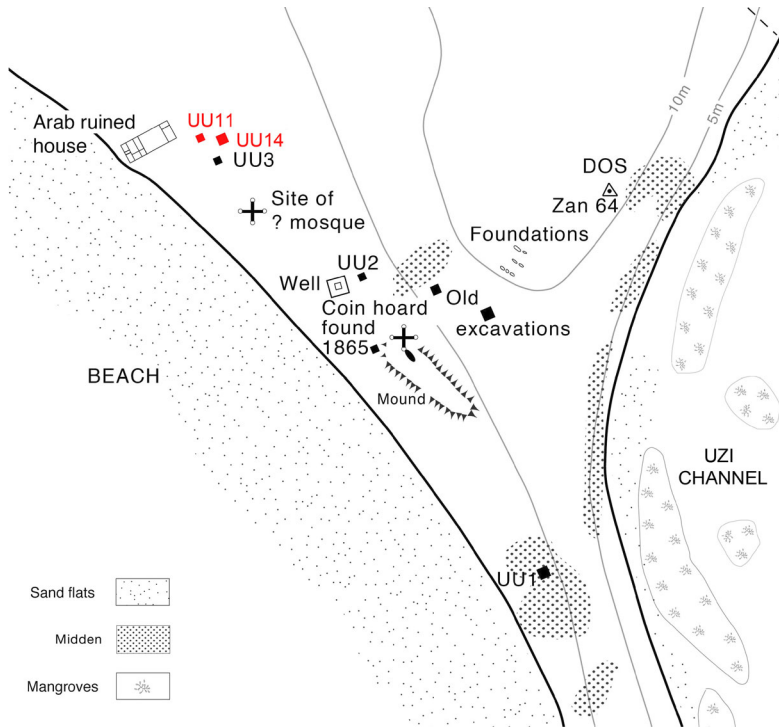 10m
5m
Arab ruined
house
UU11
UU14
UU3
DOS
Zan 64
Site of
? mosque
Foundations
UU2
Well
Old
excavations
Coin hoard
found
1865
BEACH
Mound
UZI
CHANNEL
UU1
Sand flats
Midden
Mangroves